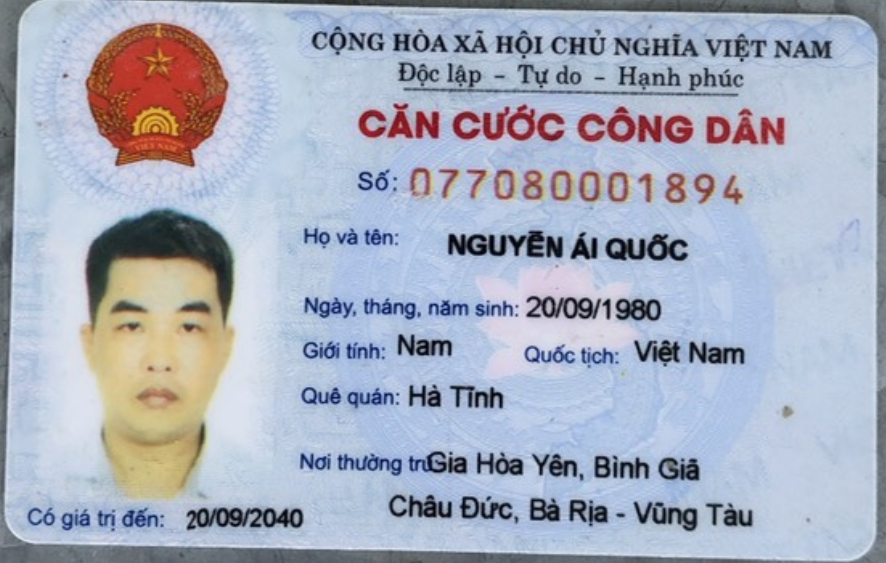 CỘNG HÒA XÃ HỘI CHỦ NGHĨA VIỆT NAM
Độc lập - Tự do - Hạnh phúc
CĂN CƯỚC CÔNG DÂN
VIỆT NAM
Số: 077080001894
Họ và tên: NGUYỄN ÁI QUỐC
Ngày, tháng, năm sinh: 20/09/1980
Giới tính: Nam Quốc tịch: Việt Nam
Quê quán: Hà Tĩnh
Nơi thường trú Gia Hòa Yên, Bình Giã
Châu Đức, Bà Rịa - Vũng Tàu
Có giá trị đến: 20/09/2040